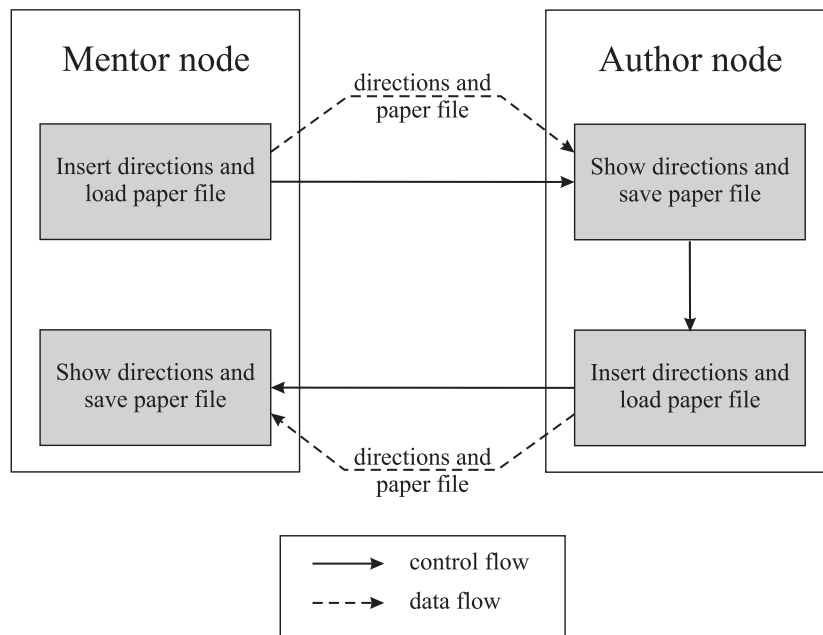 Mentor node
Author node
directions and
paper file
Insert directions and
load paper file
Show directions and
save paper file
Show directions and
save paper file
Insert directions and
load paper file
directions and
paper file
control flow
data flow